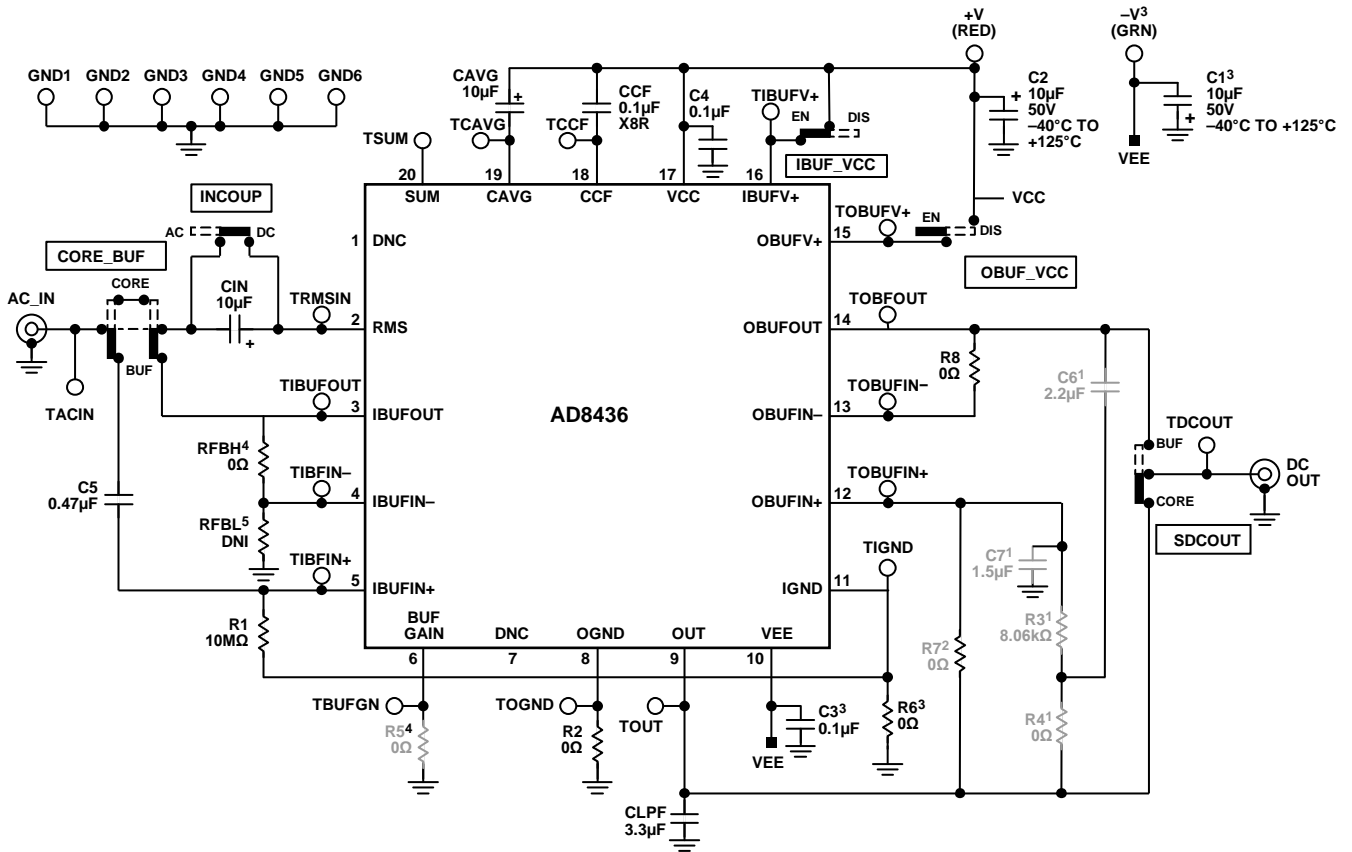 +V
(RED)
–V3
(GRN)
GND1 GND2 GND3 GND4 GND5 GND6
CAVG
10µF
CCF
0.1µF
X8R
C4
0.1µF
TIBUFV+
EN DIS
C2
10µF
50V
–40°C TO
+125°C
C13
10µF
50V
–40°C TO +125°C
+
+
+
TSUM
TCAVG
TCCF
IBUF_VCC
VEE
20 19 18 17 16
SUM CAVG CCF VCC IBUFV+
INCOUP
AC DC
VCC
TOBUFV+
EN
DIS
1 DNC
OBUFV+ 15
CORE_BUF
OBUF_VCC
CORE
CIN
10µF
+
AC_IN
TRMSIN
TOBFOUT
2 RMS
OBUFOUT 14
BUF
TACIN
R8
0Ω
C61
2.2µF
TIBUFOUT
TOBUFIN–
3 IBUFOUT
AD8436
OBUFIN– 13
TDCOUT
BUF
RFBH4
0Ω
TIBFIN–
TOBUFIN+
DC
OUT
C5
0.47µF
4 IBUFIN–
OBUFIN+ 12
CORE
RFBL5
DNI
SDCOUT
TIBFIN+
TIGND
C71
1.5µF
5 IBUFIN+
IGND 11
R1
10MΩ
BUF
GAIN
DNC OGND OUT VEE
R31
8.06kΩ
6 7 8 9 10
R72
0Ω
TBUFGN
TOGND
TOUT
R54
0Ω
R2
0Ω
C33
0.1µF
R63
0Ω
R41
0Ω
VEE
CLPF
3.3µF